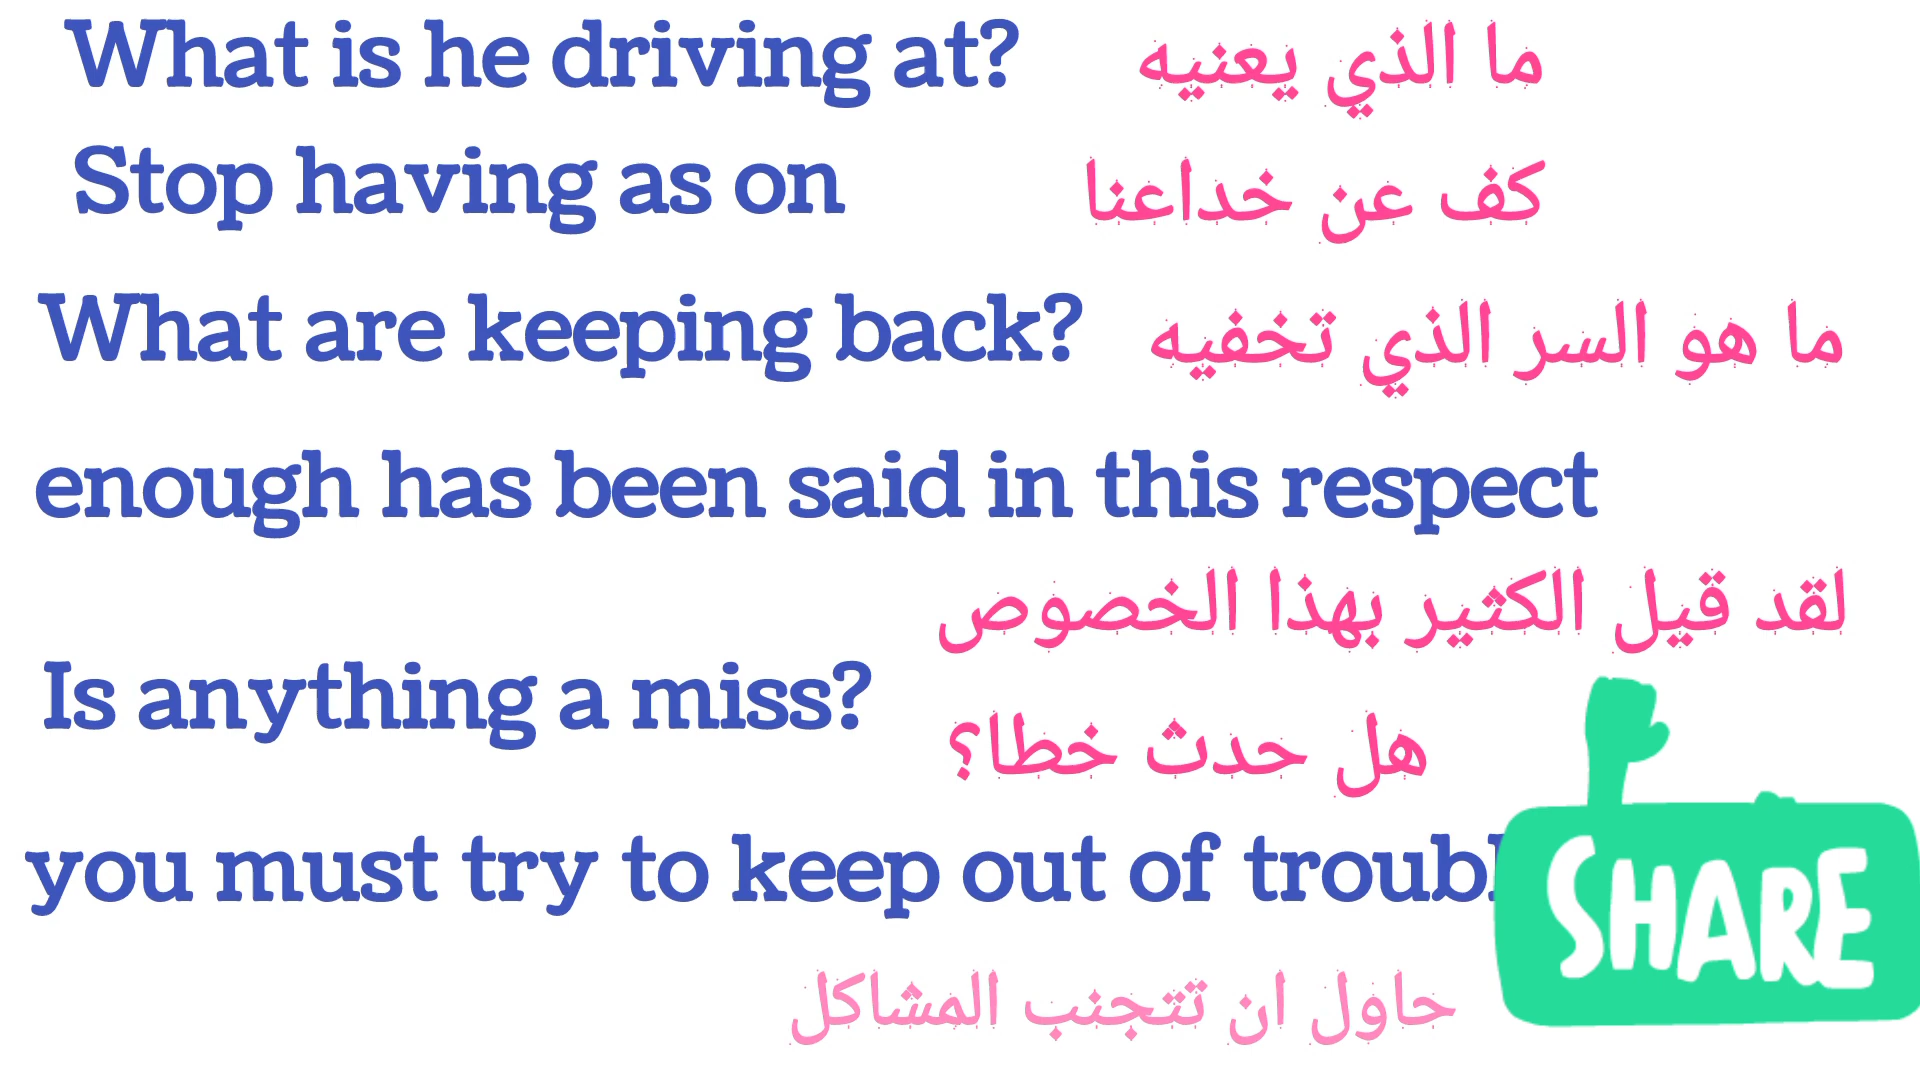 What is he driving at? ما الذي يعنيه
Stop having as on كف عن خداعنا
What are keeping back? ما هو السر الذي تخفيه
enough has been said in this respect
لقد قيل الكثير بهذا الخصوص
Is anything a miss?
هل حدث خطا؟
you must try to keep out of
SHARE
حاول ان تتجنب المشاكل